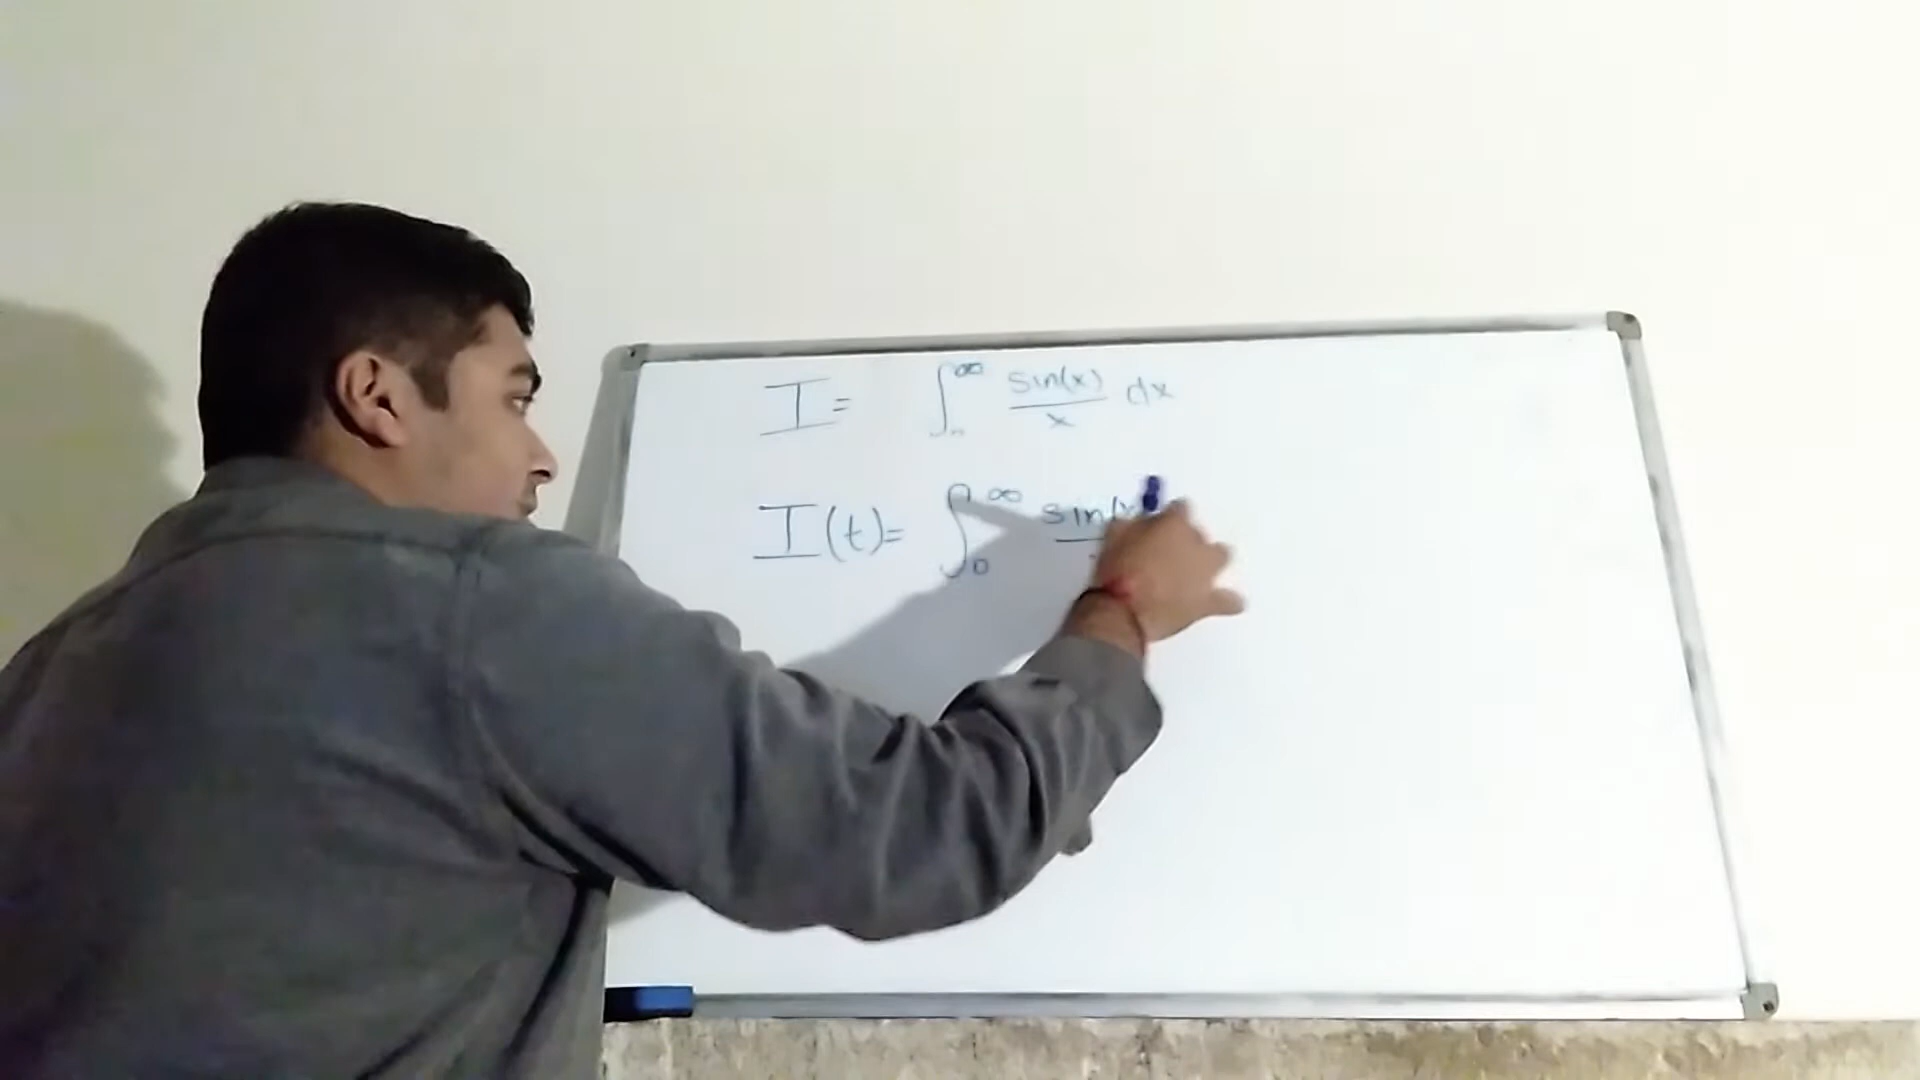 I = ∫₀^∞ sin(x)/x dx
I(t) = ∫₀^∞ sin(x